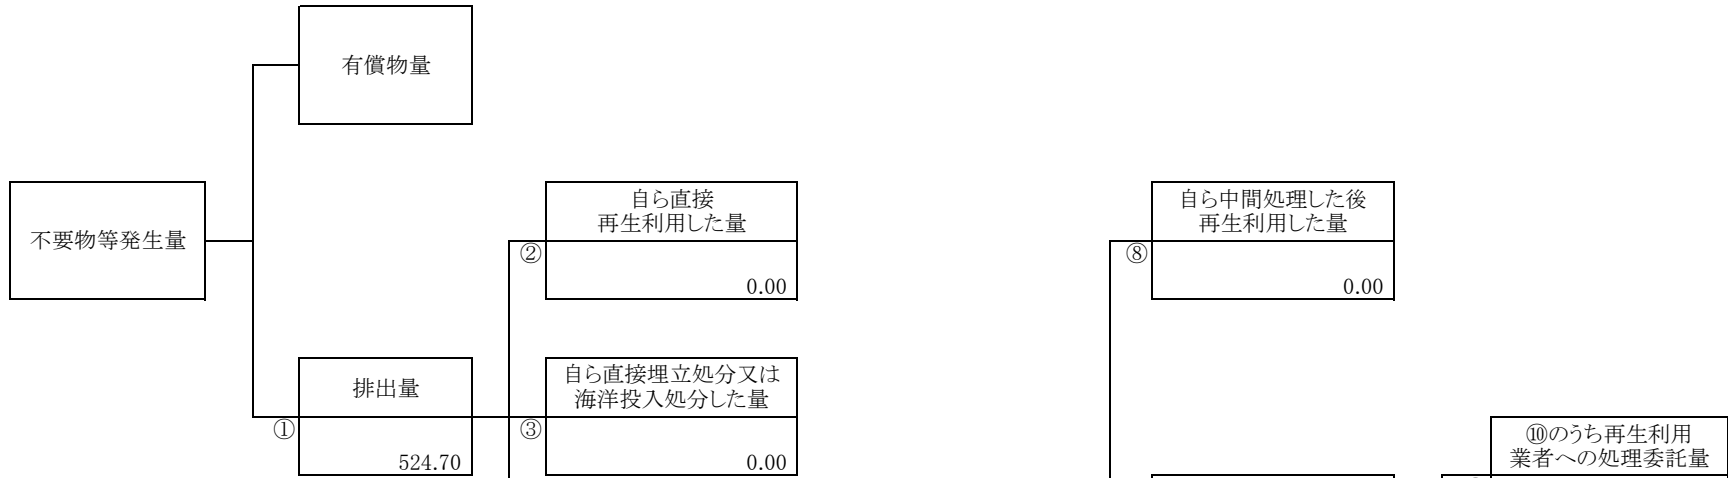 有償物量
不要物等発生量
自ら直接
再生利用した量
②
0.00
自ら中間処理した後
再生利用した量
⑧
0.00
排出量
①
524.70
自ら直接埋立処分又は
海洋投入処分した量
③
0.00
⑩のうち再生利用
業者への処理委託量